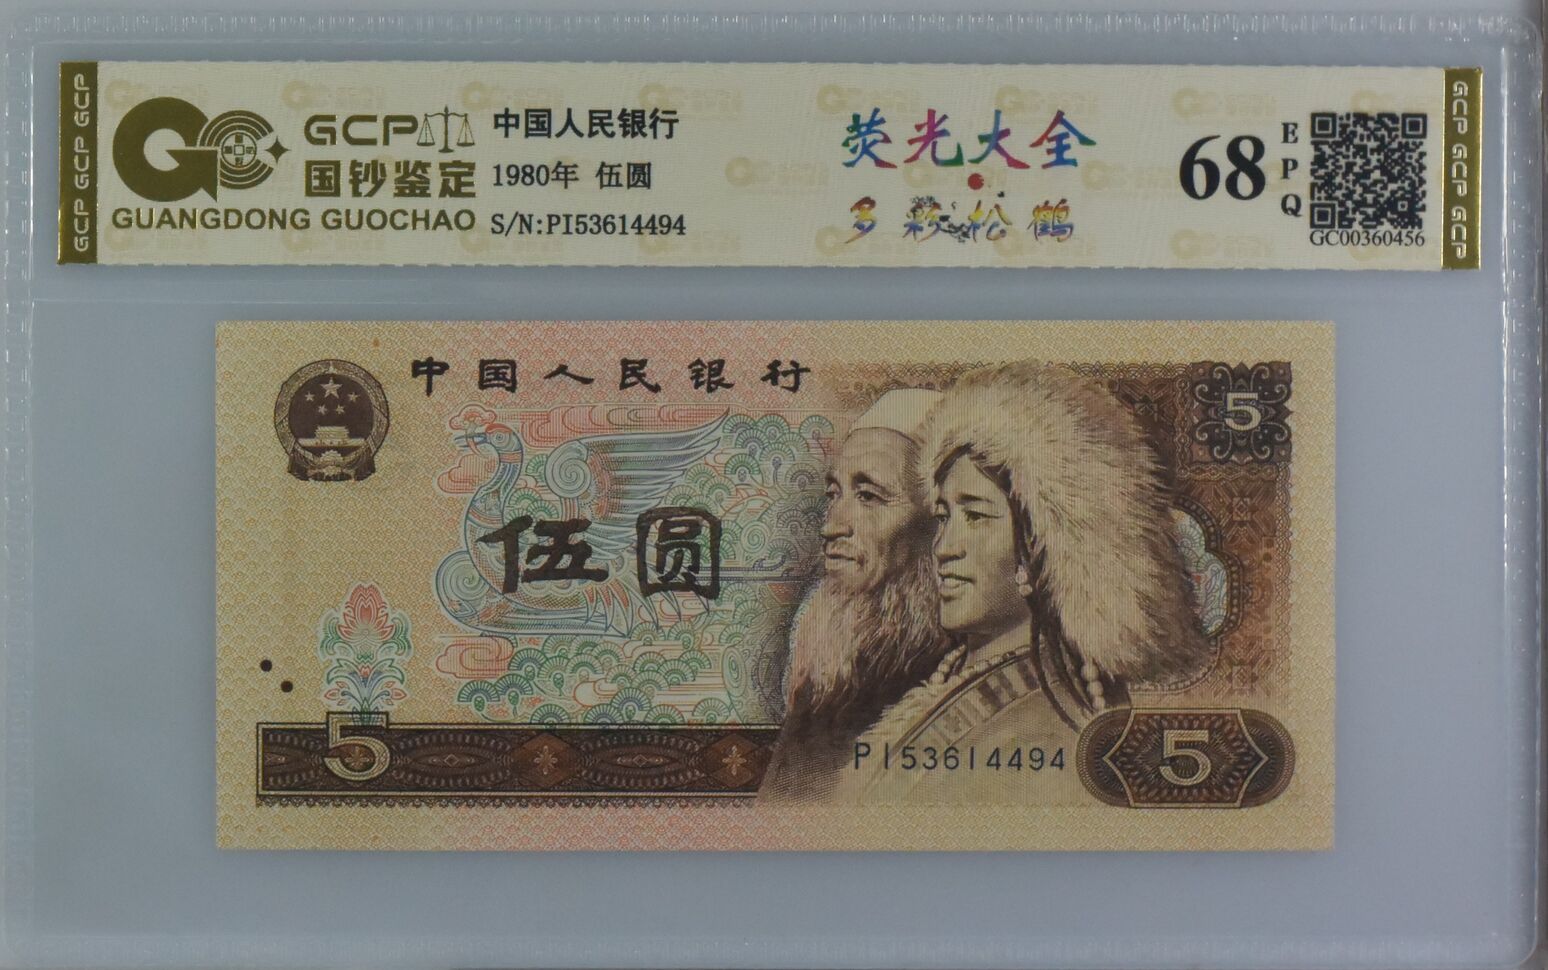 GCP GCP GCP
GCP
国钞鉴定
GUANGDONG GUOCHAO
中国人民银行
1980年 伍圆
S/N:PI53614494
荧光大全
多彩·松鹤
68
EPQ
GC00360456
GCP GCP GCP
中国人民银行
5
伍圆
5
PI53614494
5